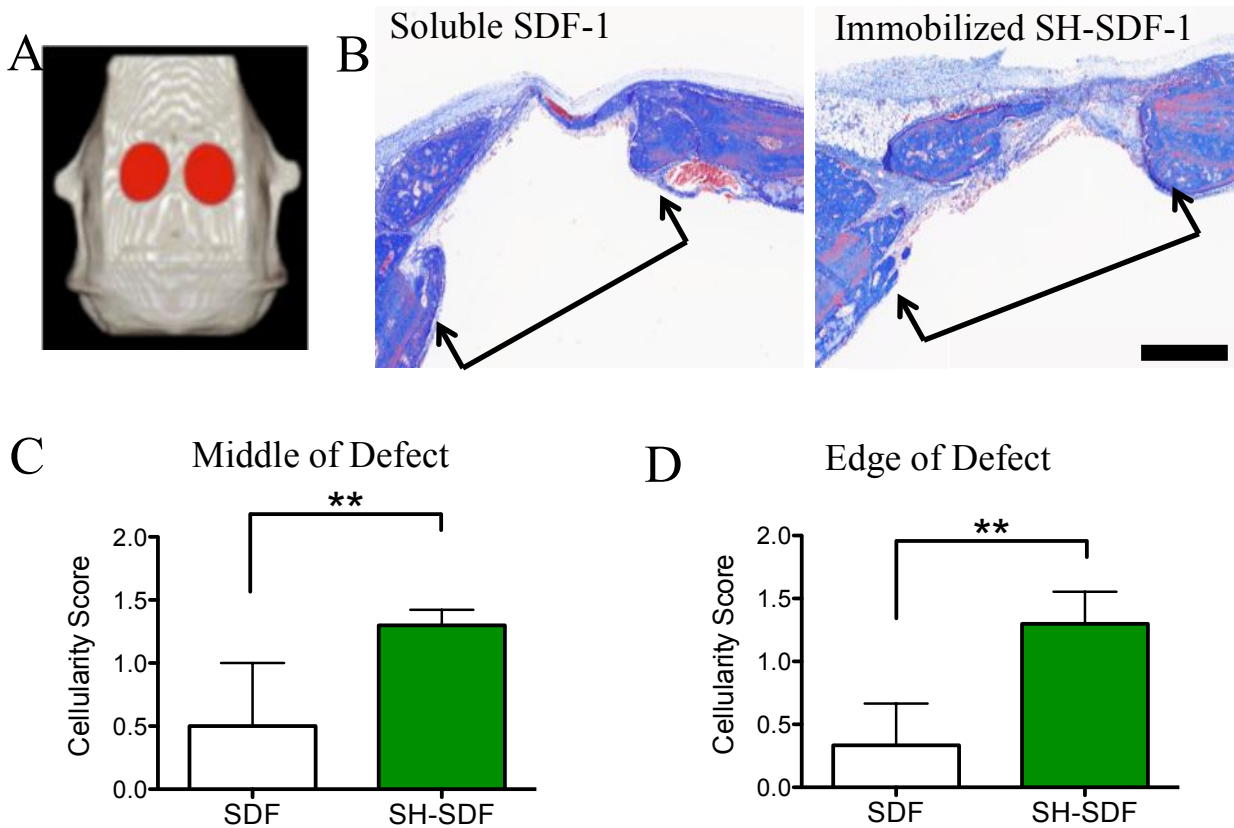 A
B
Soluble SDF-1
Immobilized SH-SDF-1
C
Middle of Defect
**
Cellularity Score
2.0
1.5
1.0
0.5
0.0
SDF
SH-SDF
D
Edge of Defect
**
Cellularity Score
2.0
1.5
1.0
0.5
0.0
SDF
SH-SDF